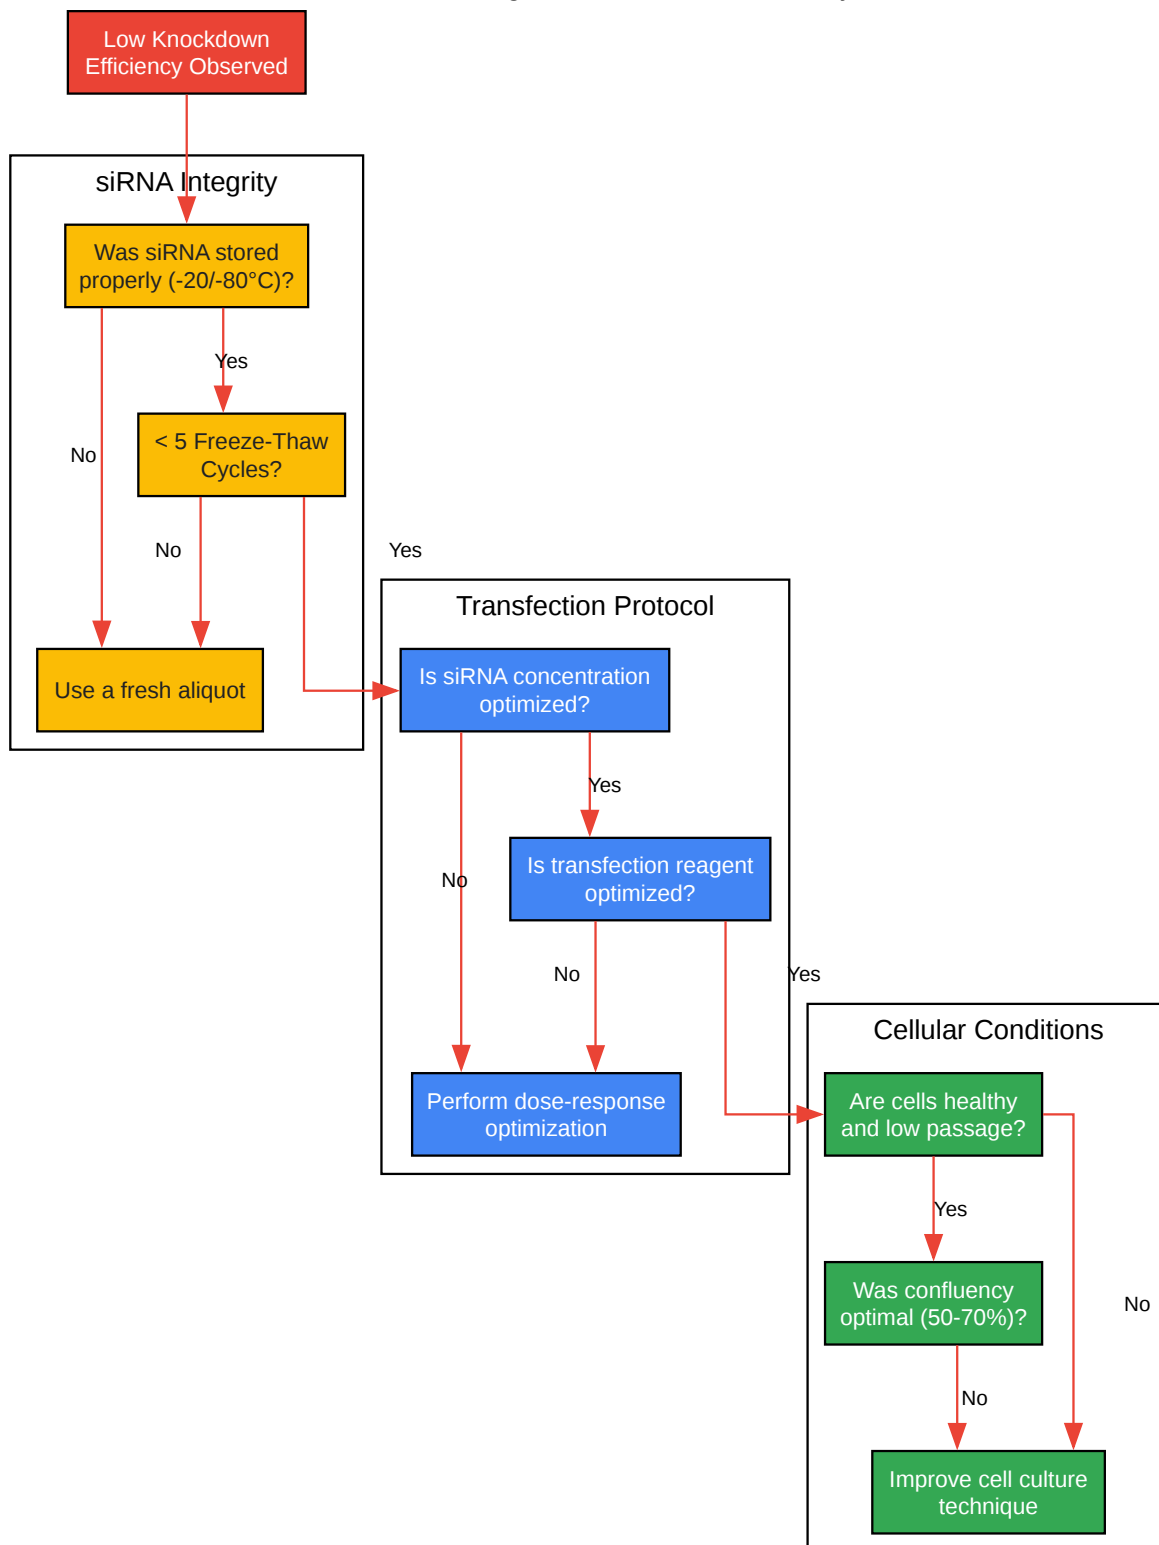 Low Knockdown
Efficiency Observed
siRNA Integrity
Was siRNA stored
properly (-20/-80°C)?
Yes
No
< 5 Freeze-Thaw
Cycles?
No
Yes
Use a fresh aliquot
Transfection Protocol
Is siRNA concentration
optimized?
Yes
No
Is transfection reagent
optimized?
No
Yes
Perform dose-response
optimization
Cellular Conditions
Are cells healthy
and low passage?
Yes
No
Was confluency
optimal (50-70%)?
No
Improve cell culture
technique